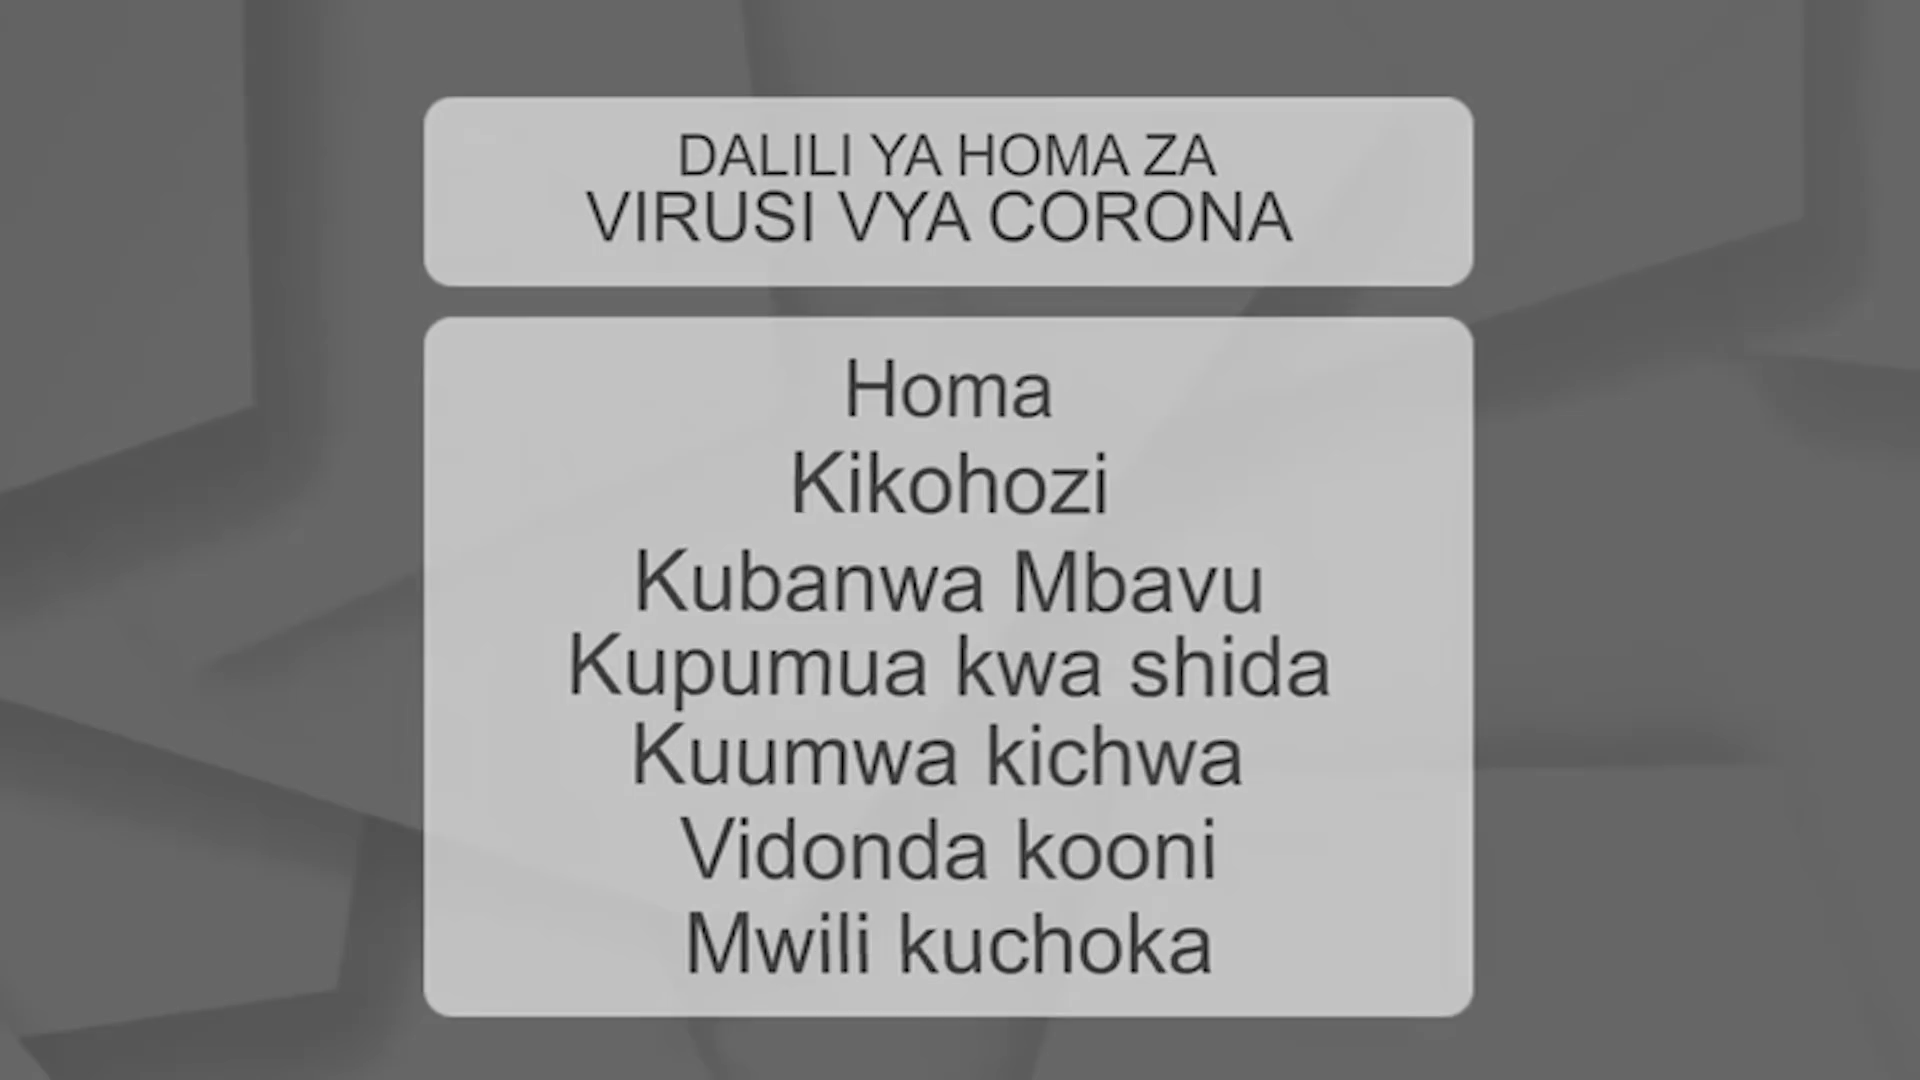 DALILI YA HOMA ZA
VIRUSI VYA CORONA
Homa
Kikohozi
Kubanwa Mbavu
Kupumua kwa shida
Kuumwa kichwa
Vidonda kooni
Mwili kuchoka